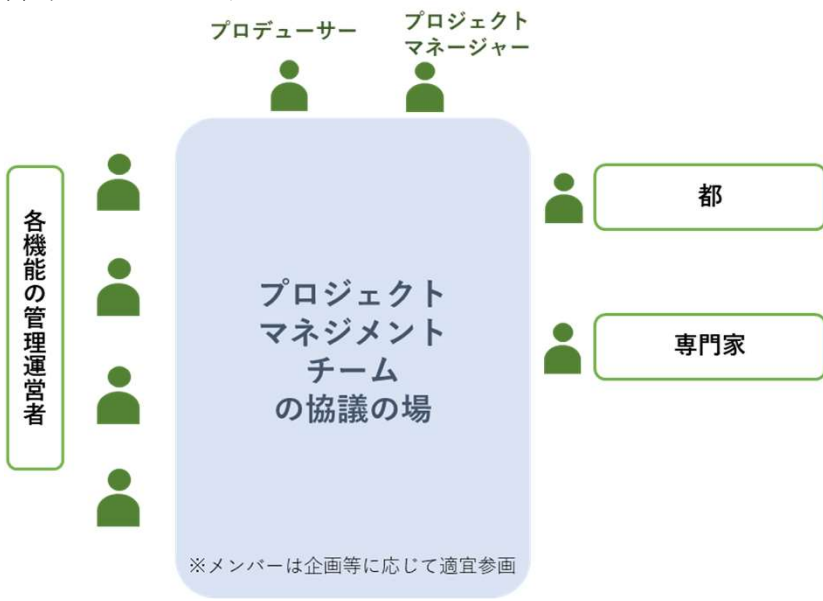 プロデューサー
プロジェクト
マネージャー
各機能の管理運営者
都
専門家
プロジェクト
マネジメント
チーム
の協議の場
※メンバーは企画等に応じて適宜参画